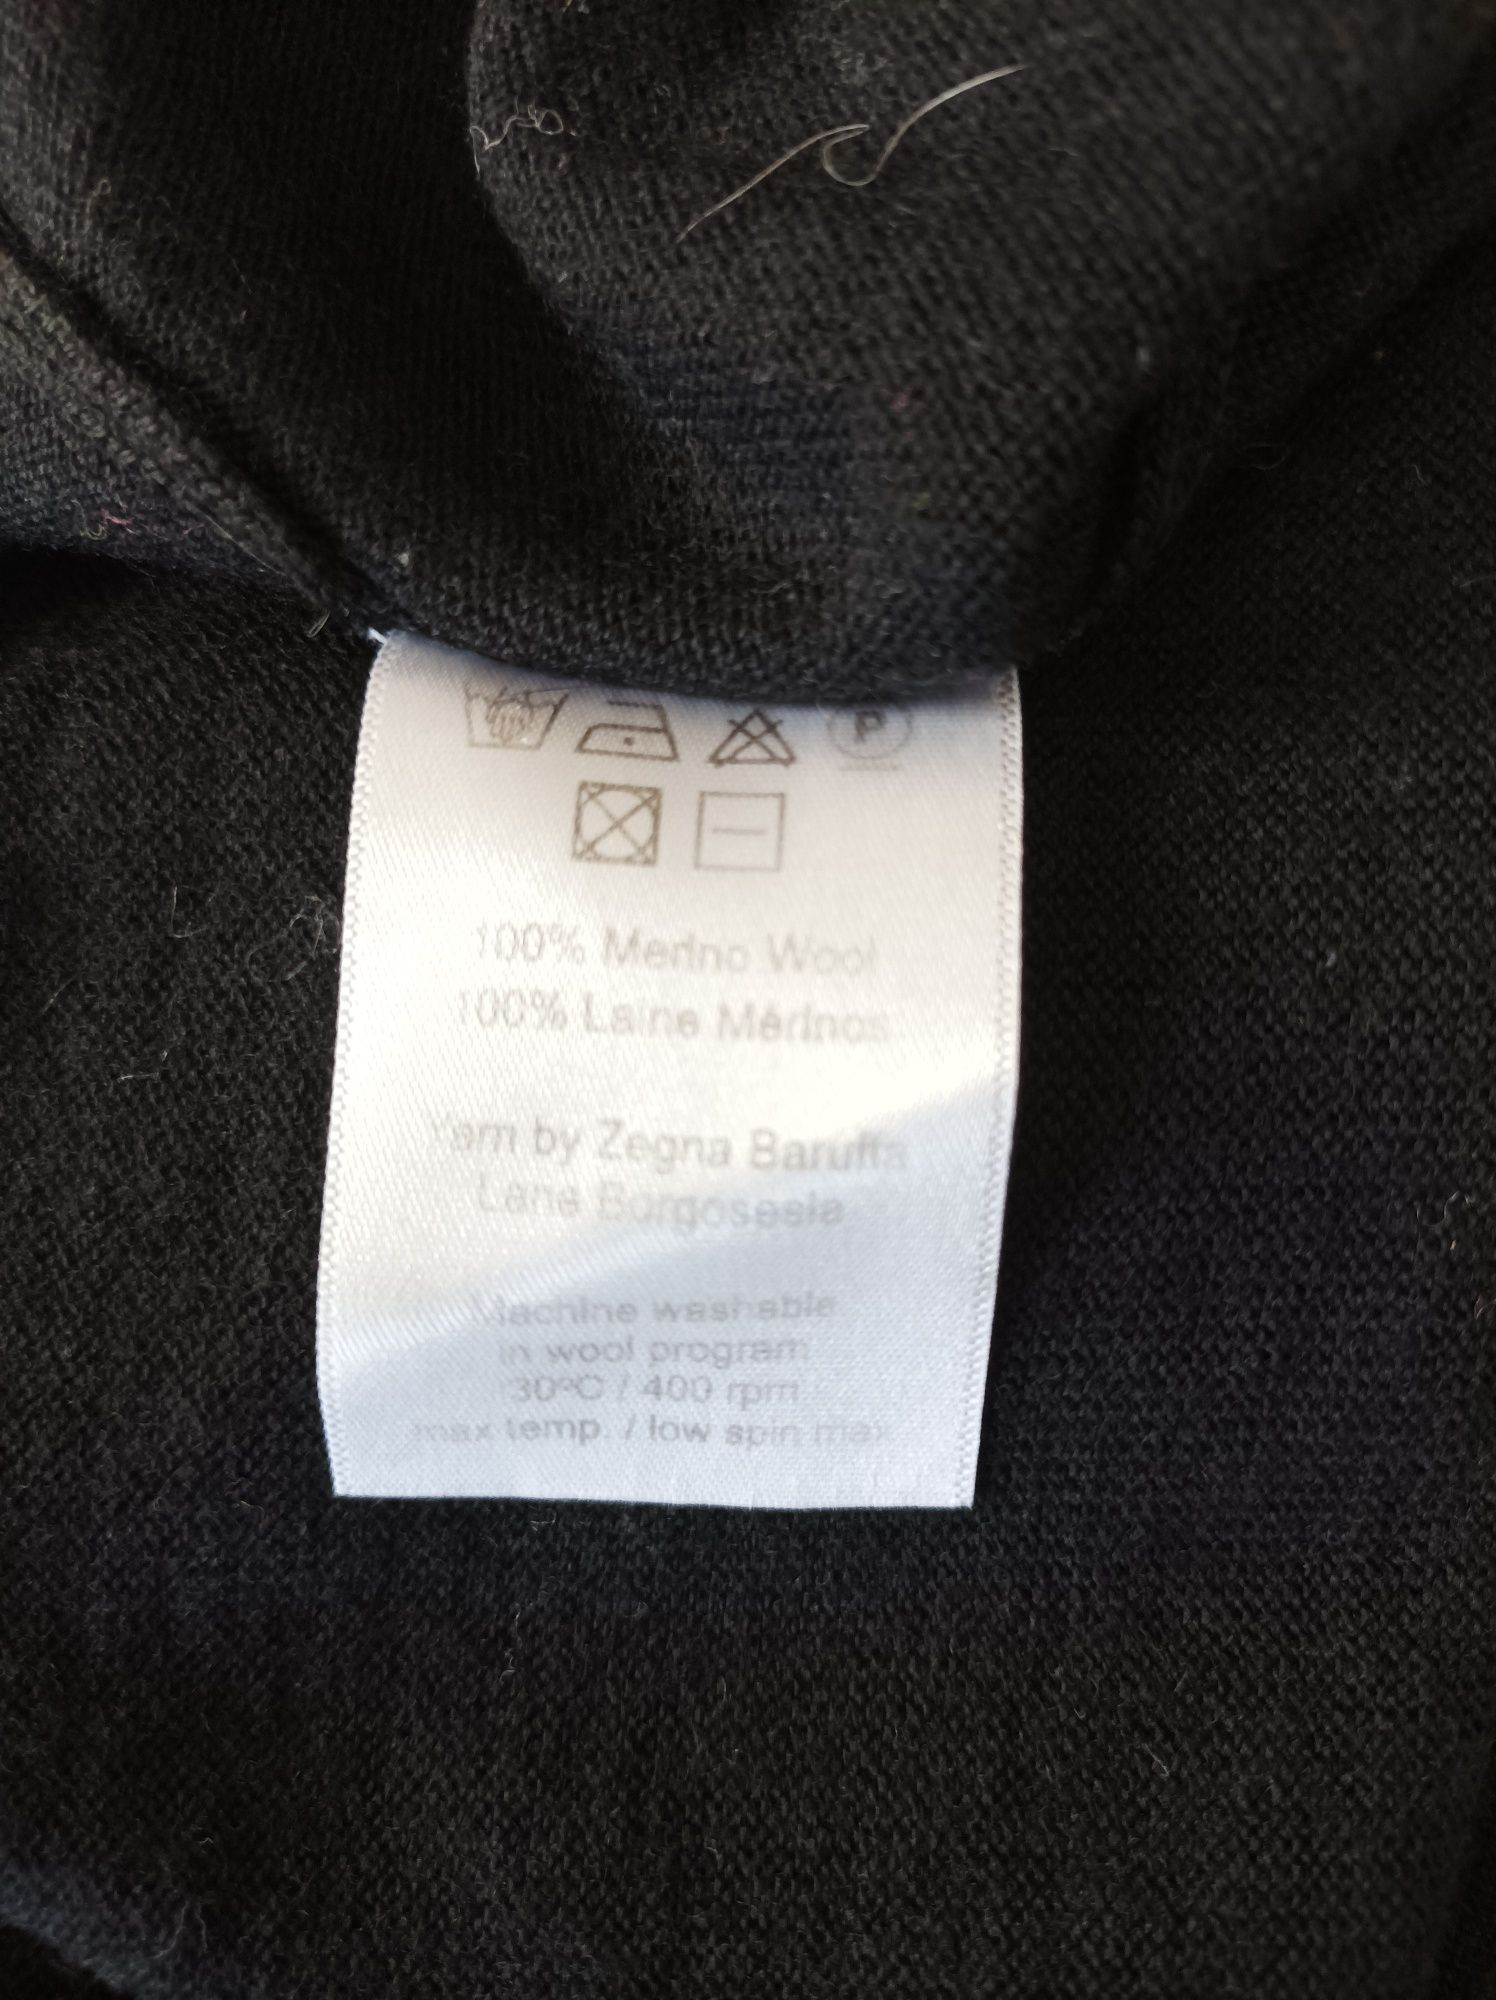 P
100% Merino Wool
100% Laine Mérinos
Yarn by Zegna Baruffa
Lane Borgosesia
Machine washable
in wool program
30ºC / 400 rpm
max temp. / low spin max